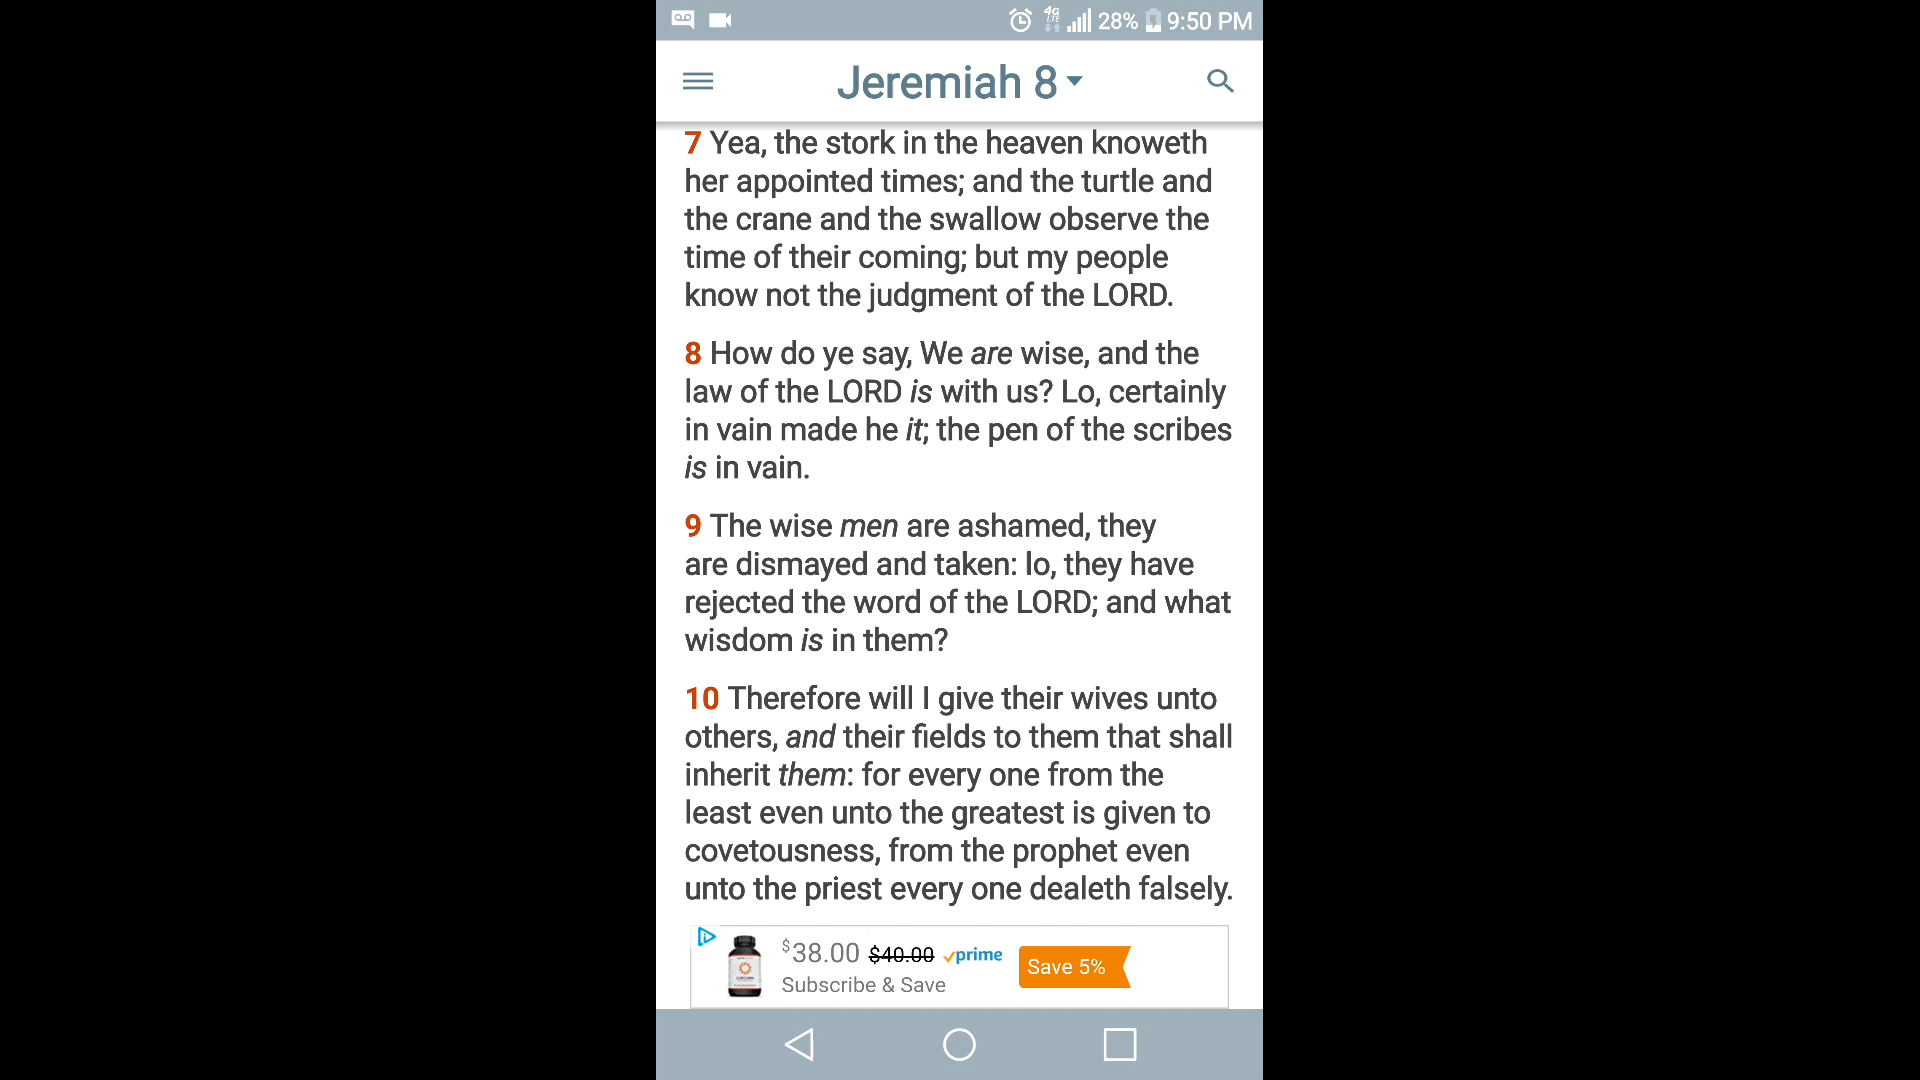 4G LTE 28% 9:50 PM
Jeremiah 8
7 Yea, the stork in the heaven knoweth
her appointed times; and the turtle and
the crane and the swallow observe the
time of their coming; but my people
know not the judgment of the LORD.
8 How do ye say, We are wise, and the
law of the LORD is with us? Lo, certainly
in vain made he it; the pen of the scribes
is in vain.
9 The wise men are ashamed, they
are dismayed and taken: lo, they have
rejected the word of the LORD; and what
wisdom is in them?
10 Therefore will I give their wives unto
others, and their fields to them that shall
inherit them: for every one from the
least even unto the greatest is given to
covetousness, from the prophet even
unto the priest every one dealeth falsely.
$38.00 $40.00 prime
Save 5%
Subscribe & Save